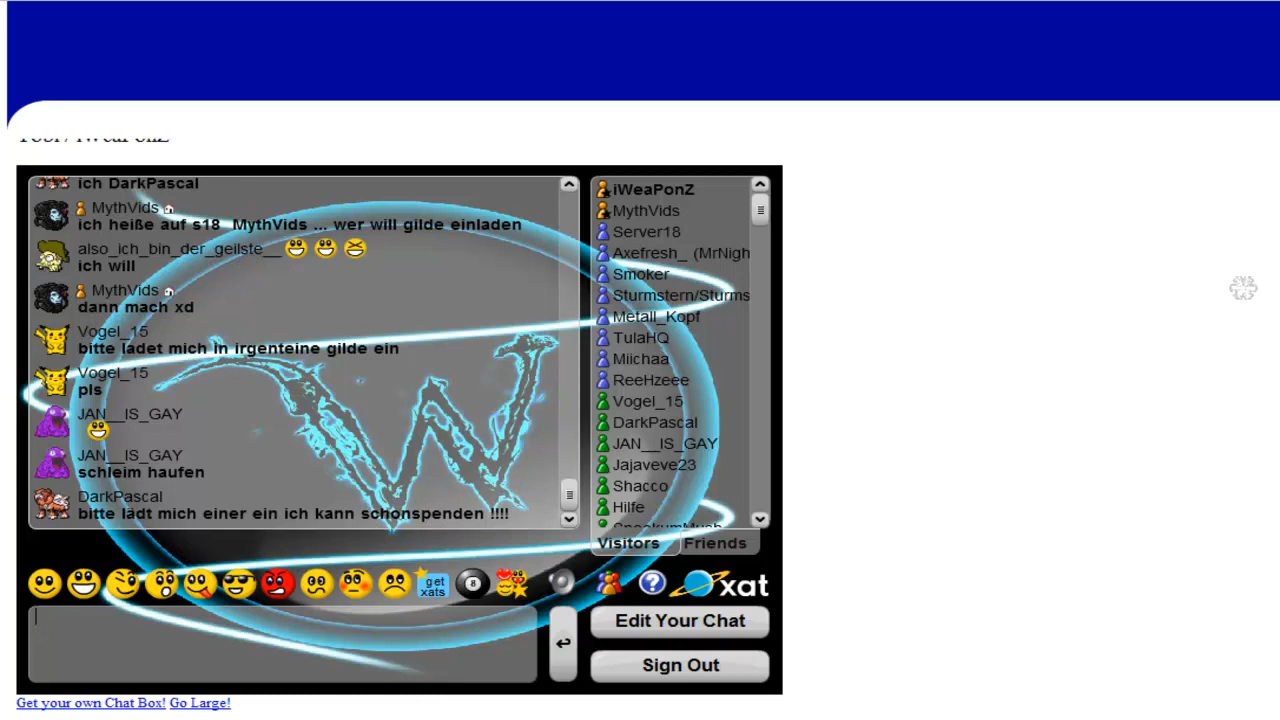 ich DarkPascal
MythVids
ich heiße auf s18 MythVids ... wer will gilde einladen
also_ich_bin_der_geilste__
ich will
MythVids
dann mach xd
Vogel_15
bitte ladet mich in irgenteine gilde ein
Vogel_15
pls
JAN__IS_GAY
JAN__IS_GAY
schleim haufen
DarkPascal
bitte lädt mich einer ein ich kann schonspenden !!!!
iWeaPonZ
MythVids
Server18
Axefresh_ (MrNigh
Smoker
Sturmstern/Sturms
Metall_Kopf
TulaHQ
Miichaa
ReeHzeee
Vogel_15
DarkPascal
JAN__IS_GAY
Jajaveve23
Shacco
Hilfe
Visitors
Friends
get
xats
8
?
xat
Edit Your Chat
Sign Out
Get your own Chat Box! Go Large!